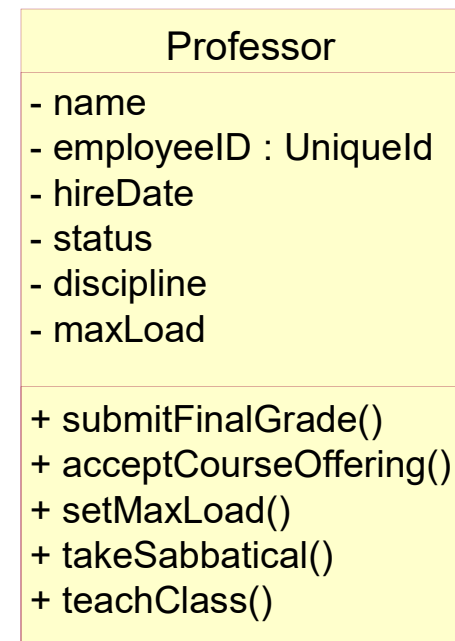 Professor
- name
- employeeID : UniqueId
- hireDate
- status
- discipline
- maxLoad
+ submitFinalGrade()
+ acceptCourseOffering()
+ setMaxLoad()
+ takeSabbatical()
+ teachClass()